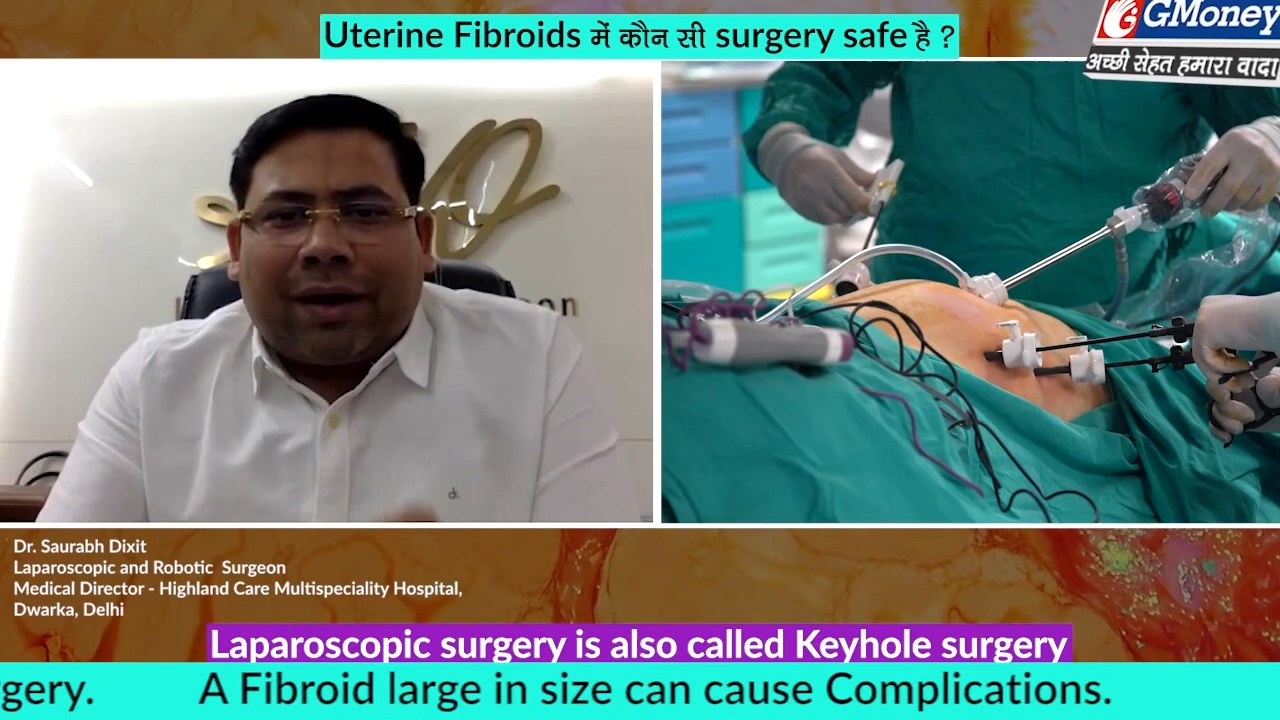 Uterine Fibroids में कौन सी surgery safe है ?
GMoney
अच्छी सेहत हमारा वादा
Dr. Saurabh Dixit
Laparoscopic and Robotic Surgeon
Medical Director - Highland Care Multispeciality Hospital,
Dwarka, Delhi
Laparoscopic surgery is also called Keyhole surgery
rgery. A Fibroid large in size can cause Complications.